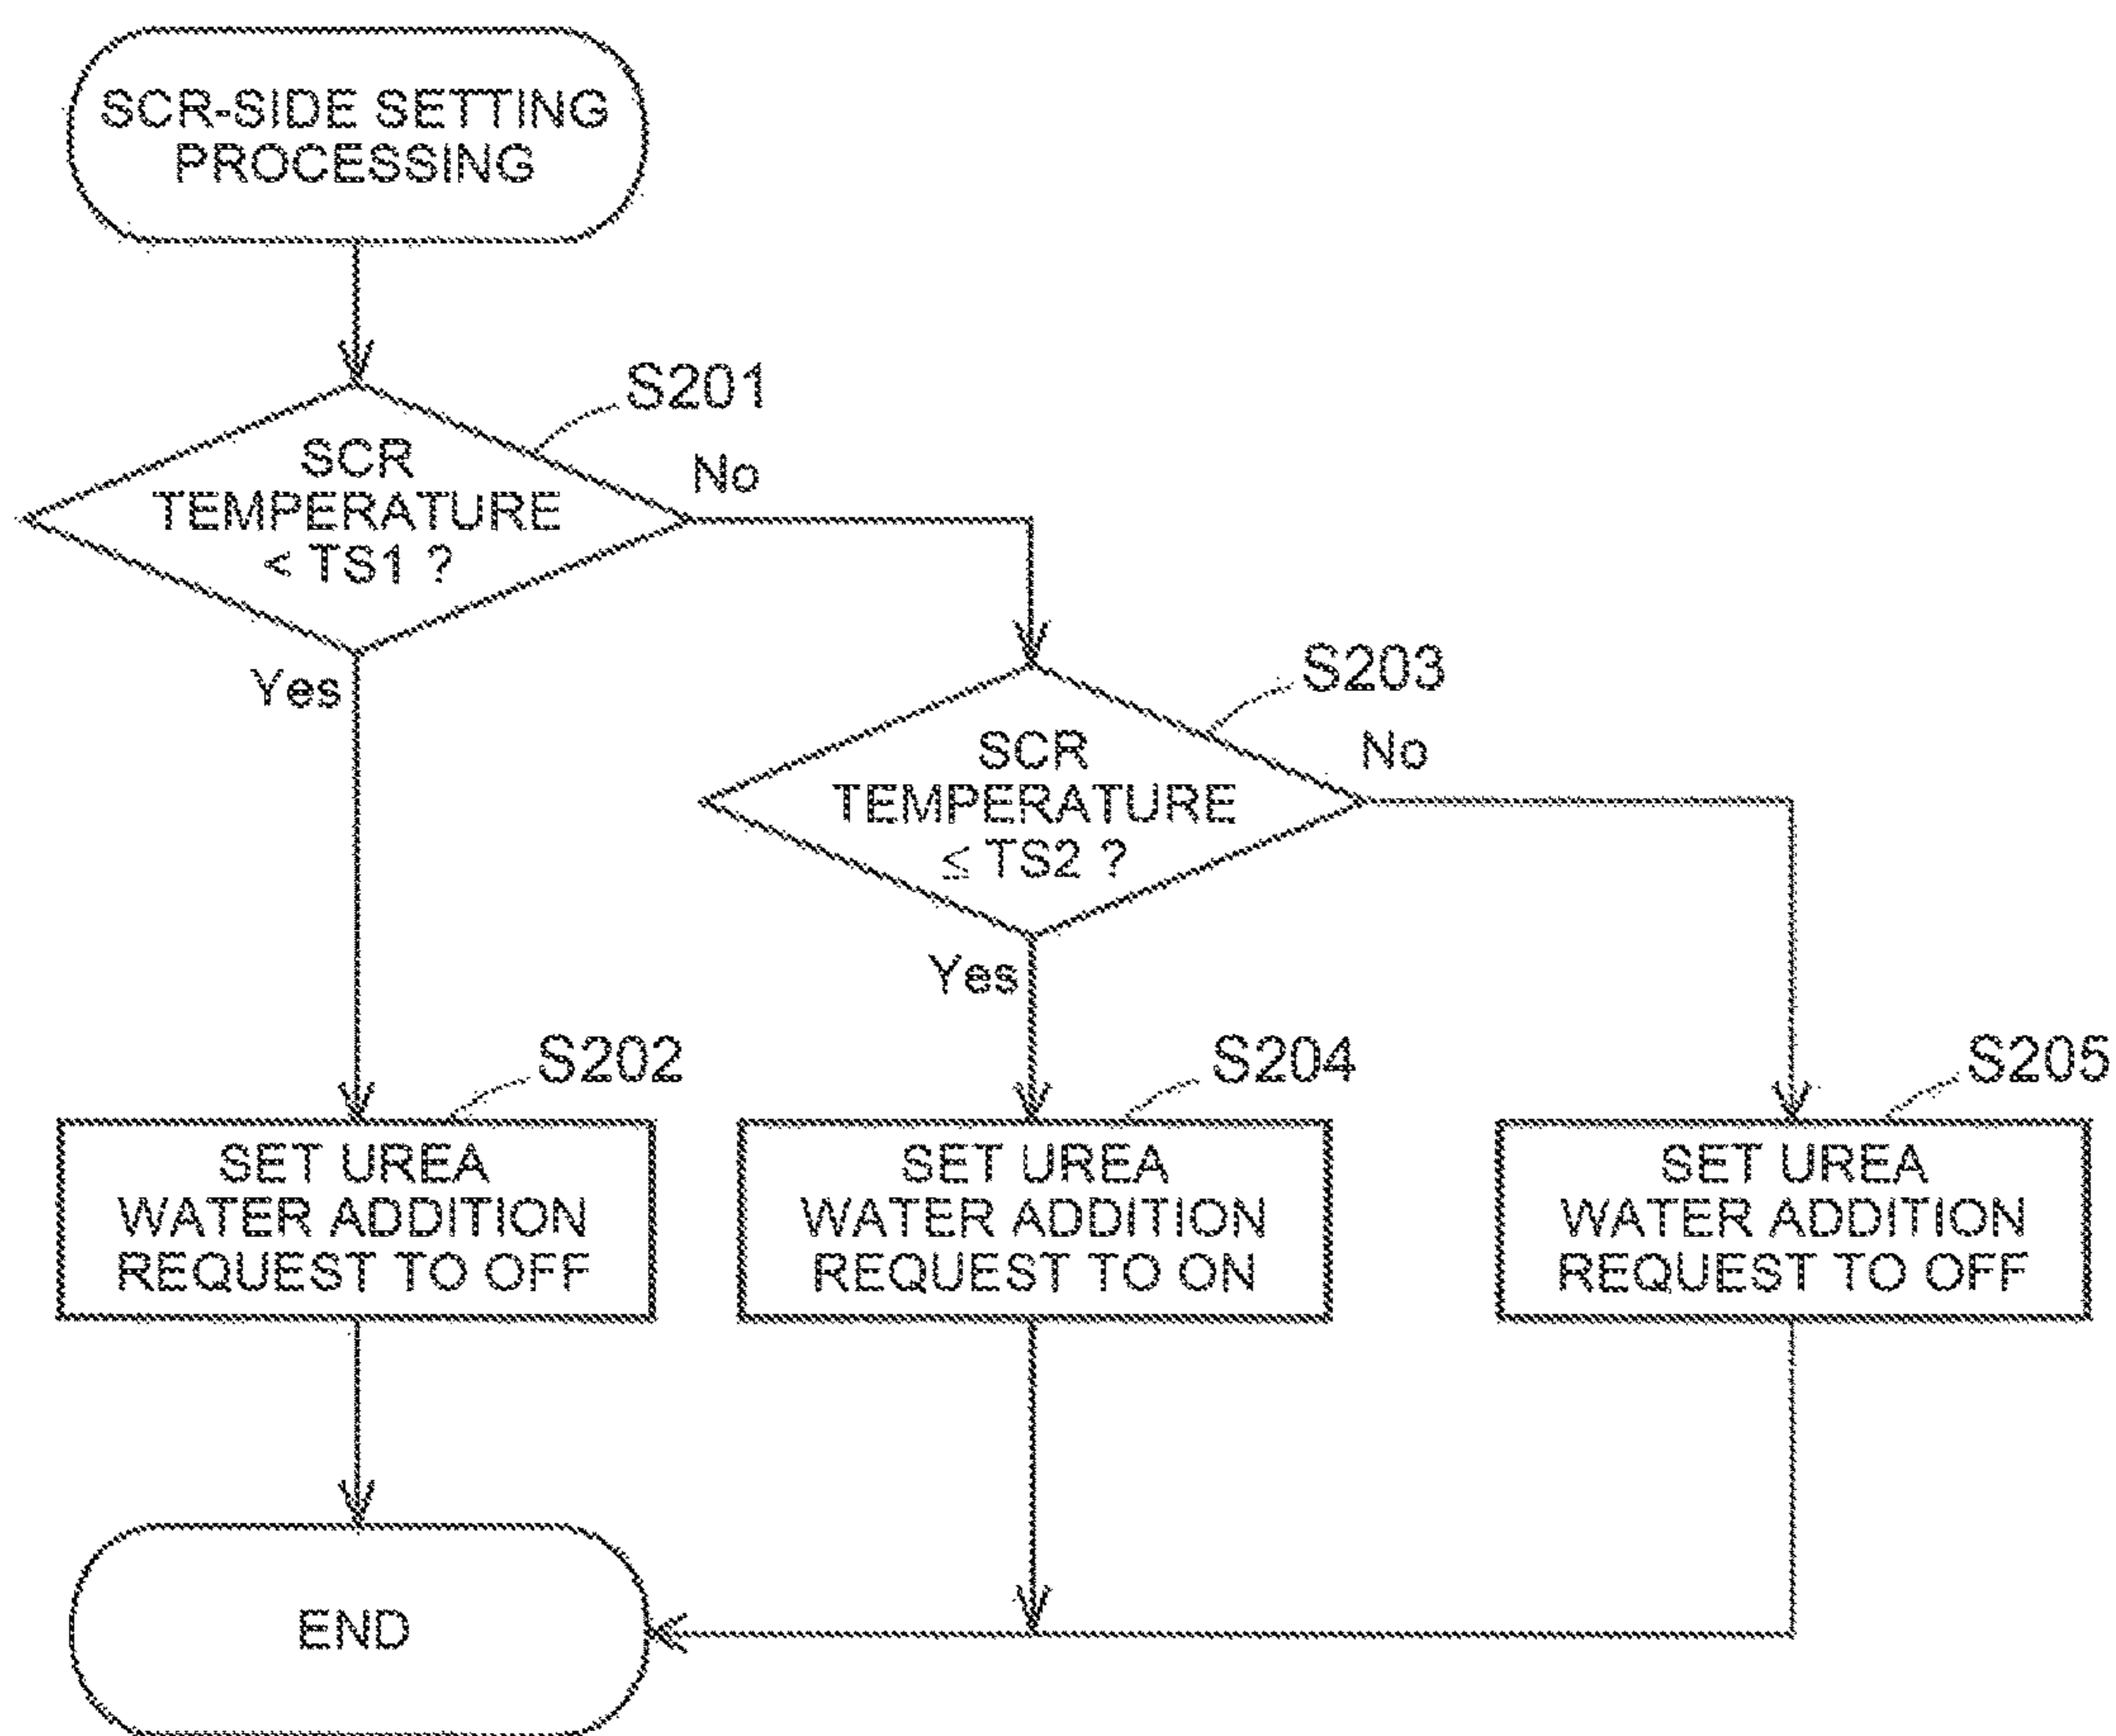 SCR-SIDE SETTING
PROCESSING
S201
SCR
TEMPERATURE
< TS1 ?
No
Yes
S203
SCR
TEMPERATURE
≤ TS2 ?
No
Yes
S202
SET UREA
WATER ADDITION
REQUEST TO OFF
S204
SET UREA
WATER ADDITION
REQUEST TO ON
S205
SET UREA
WATER ADDITION
REQUEST TO OFF
END